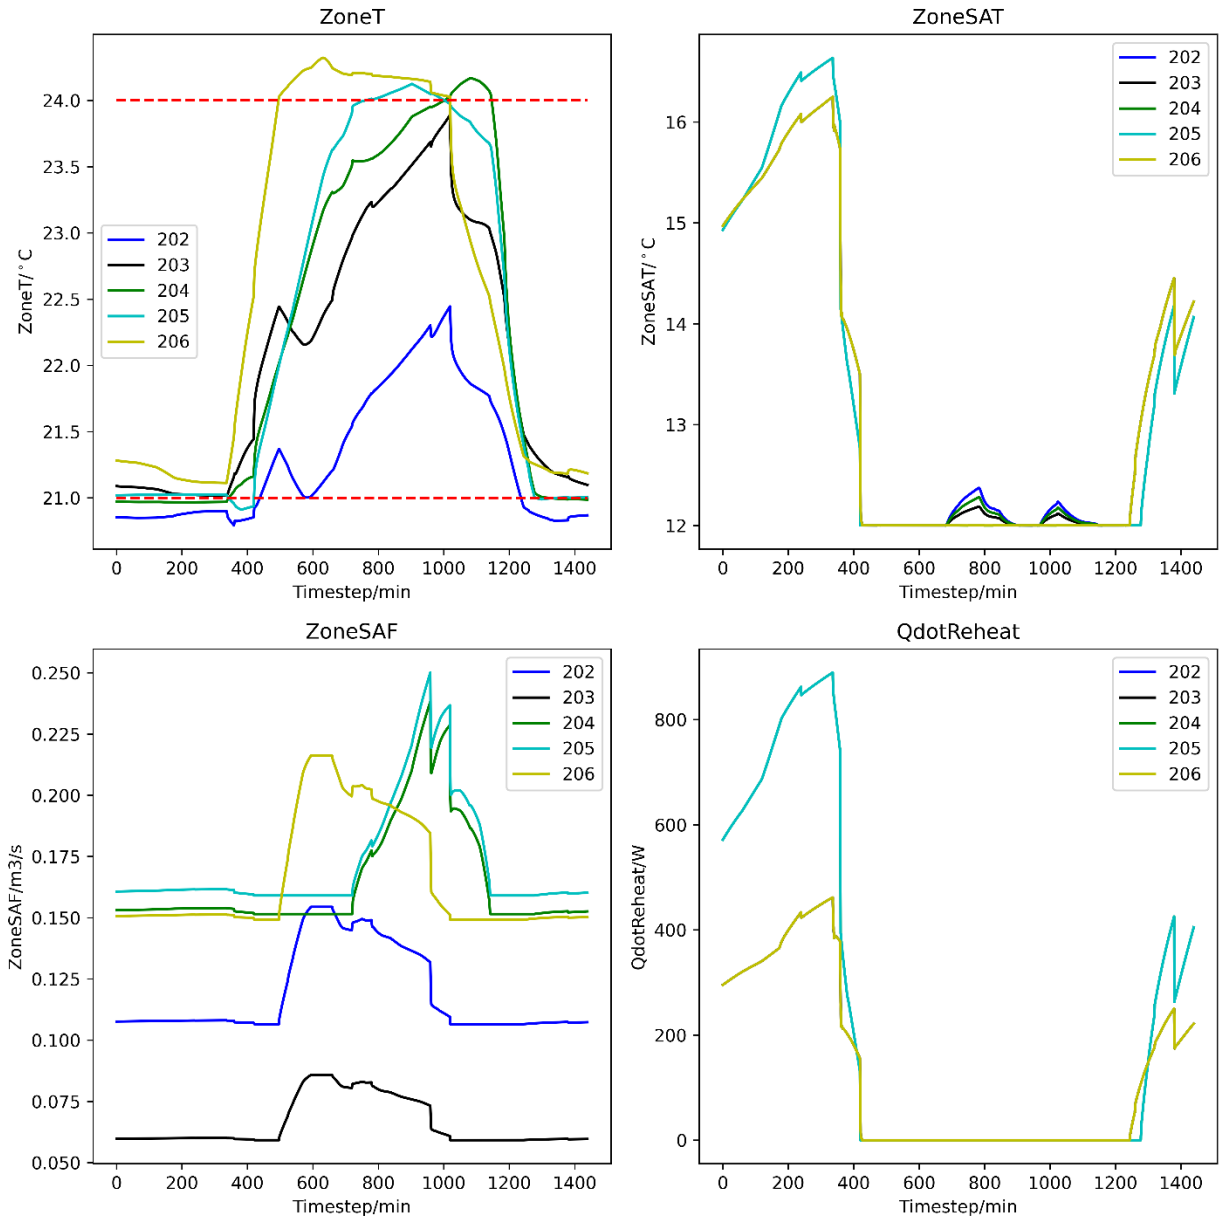 ZoneT
ZoneT/°C
24.0
23.5
23.0
22.5
22.0
21.5
21.0
202
203
204
205
206
0 200 400 600 800 1000 1200 1400
Timestep/min
ZoneSAT
ZoneSAT/°C
16
15
14
13
12
202
203
204
205
206
0 200 400 600 800 1000 1200 1400
Timestep/min
ZoneSAF
ZoneSAF/m3/s
0.250
0.225
0.200
0.175
0.150
0.125
0.100
0.075
0.050
202
203
204
205
206
0 200 400 600 800 1000 1200 1400
Timestep/min
QdotReheat
QdotReheat/W
800
600
400
200
0
202
203
204
205
206
0 200 400 600 800 1000 1200 1400
Timestep/min